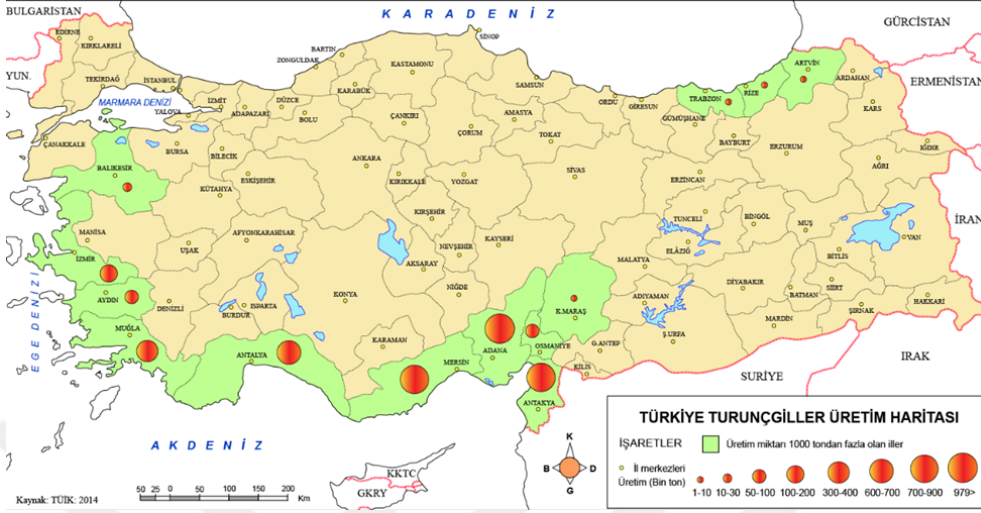 BULGARİSTAN
KARADENİZ
GÜRCİSTAN
ERMENİSTAN
YUN.
EDİRNE
KIRKLARELİ
TEKİRDAĞ
İSTANBUL
MARMARA DENİZİ
YALOVA
İZMİT
ADAPAZARI
DÜZCE
BOLU
ZONGULDAK
BARTIN
KARABÜK
KASTAMONU
SİNOP
SAMSUN
ORDU
GİRESUN
TRABZON
RİZE
ARTVİN
ARDAHAN
KARS
GÜMÜŞHANE
BAYBURT
ERZURUM
IĞDIR
AĞRI
ÇANAKKALE
BALIKESİR
BURSA
BİLECİK
ESKİŞEHİR
KÜTAHYA
ANKARA
ÇANKIRI
ÇORUM
AMASYA
TOKAT
KIRIKKALE
YOZGAT
SİVAS
ERZİNCAN
TUNCELİ
BİNGÖL
MUŞ
VAN
İRAN
MANİSA
İZMİR
UŞAK
AFYONKARAHİSAR
KIRŞEHİR
NEVŞEHİR
KAYSERİ
AKSARAY
NİĞDE
MALATYA
ELÂZIĞ
BİTLİS
SİİRT
BATMAN
DİYABAKIR
HAKKARİ
ŞIRNAK
MARDİN
ADIYAMAN
Ş.URFA
K.MARAŞ
G.ANTEP
KİLİS
OSMANİYE
ADANA
MERSİN
ANTAKYA
KARAMAN
KONYA
ISPARTA
BURDUR
DENİZLİ
AYDIN
MUĞLA
ANTALYA
EGE DENİZİ
AKDENİZ
SURİYE
IRAK
KKTC
GKRY
K
B
D
G
Kaynak: TÜİK: 2014
50 25 0 50 100 150 200
Km
TÜRKİYE TURUNÇGİLLER ÜRETİM HARİTASI
İŞARETLER
Üretim miktarı 1000 tondan fazla olan iller
İl merkezleri
Üretim (Bin ton)
1-10 10-30 50-100 100-200 300-400 600-700 700-900 979>